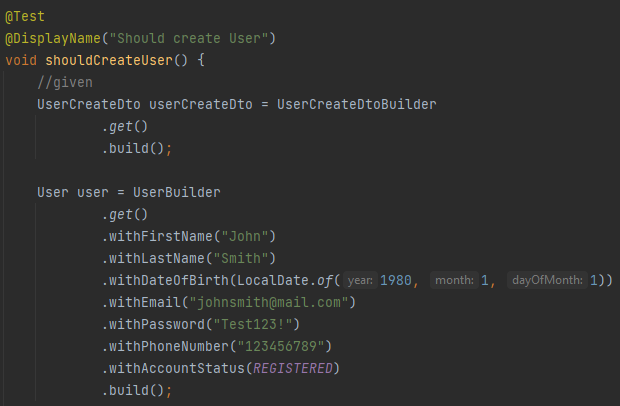 @Test
@DisplayName("Should create User")
void shouldCreateUser() {
//given
UserCreateDto userCreateDto = UserCreateDtoBuilder
.get()
.build();
User user = UserBuilder
.get()
.withFirstName("John")
.withLastName("Smith")
.withDateOfBirth(LocalDate.of( year: 1980, month: 1, dayOfMonth: 1))
.withEmail("johnsmith@mail.com")
.withPassword("Test123!")
.withPhoneNumber("123456789")
.withAccountStatus(REGISTERED)
.build();